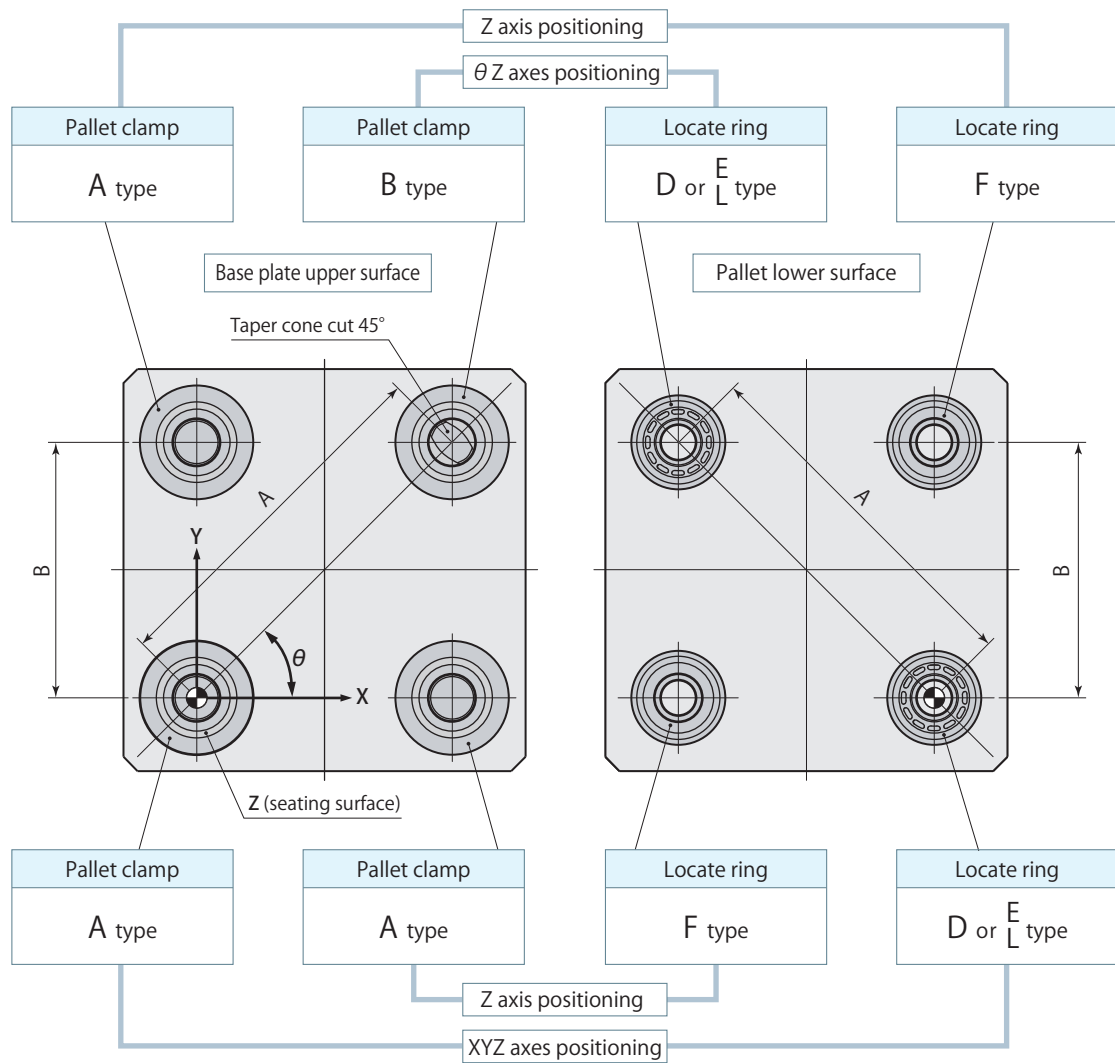 Z axis positioning
θ Z axes positioning
Pallet clamp
A type
Pallet clamp
B type
Locate ring
D or E L type
Locate ring
F type
Base plate upper surface
Pallet lower surface
Taper cone cut 45°
A
A
B
Y
B
θ
X
Z (seating surface)
Pallet clamp
A type
Pallet clamp
A type
Locate ring
F type
Locate ring
D or E L type
Z axis positioning
XYZ axes positioning